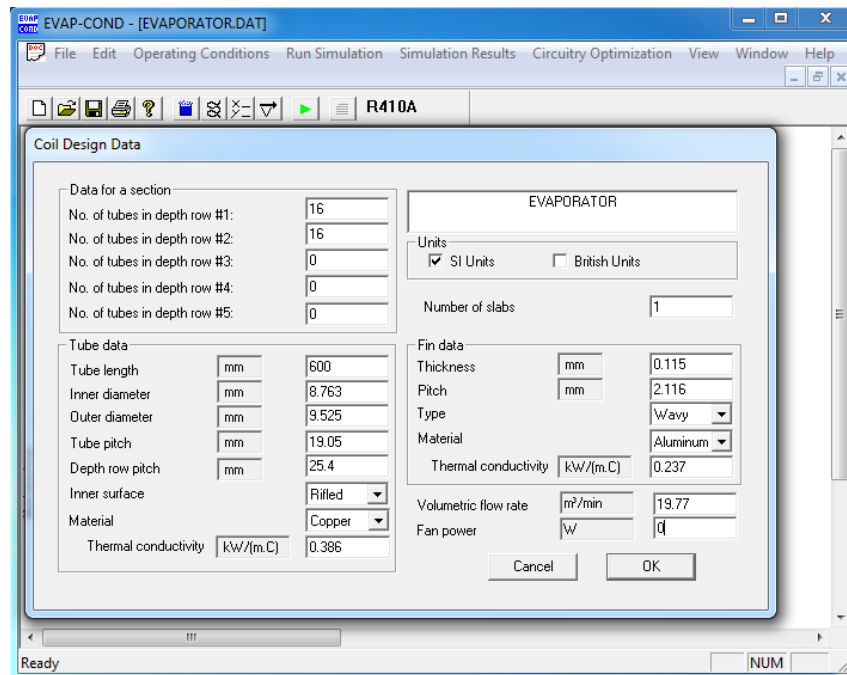 EVAP COND EVAP-COND - [EVAPORATOR.DAT]
DOC File Edit Operating Conditions Run Simulation Simulation Results Circuitry Optimization View Window Help
R410A
Coil Design Data
Data for a section
No. of tubes in depth row #1: 16
No. of tubes in depth row #2: 16
No. of tubes in depth row #3: 0
No. of tubes in depth row #4: 0
No. of tubes in depth row #5: 0
EVAPORATOR
Units
SI Units British Units
Number of slabs 1
Tube data
Tube length mm 600
Inner diameter mm 8.763
Outer diameter mm 9.525
Tube pitch mm 19.05
Depth row pitch mm 25.4
Inner surface Rifled
Material Copper
Thermal conductivity kW/(m.C) 0.386
Fin data
Thickness mm 0.115
Pitch mm 2.116
Type Wavy
Material Aluminum
Thermal conductivity kW/(m.C) 0.237
Volumetric flow rate m³/min 19.77
Fan power W 0
Cancel OK
Ready NUM